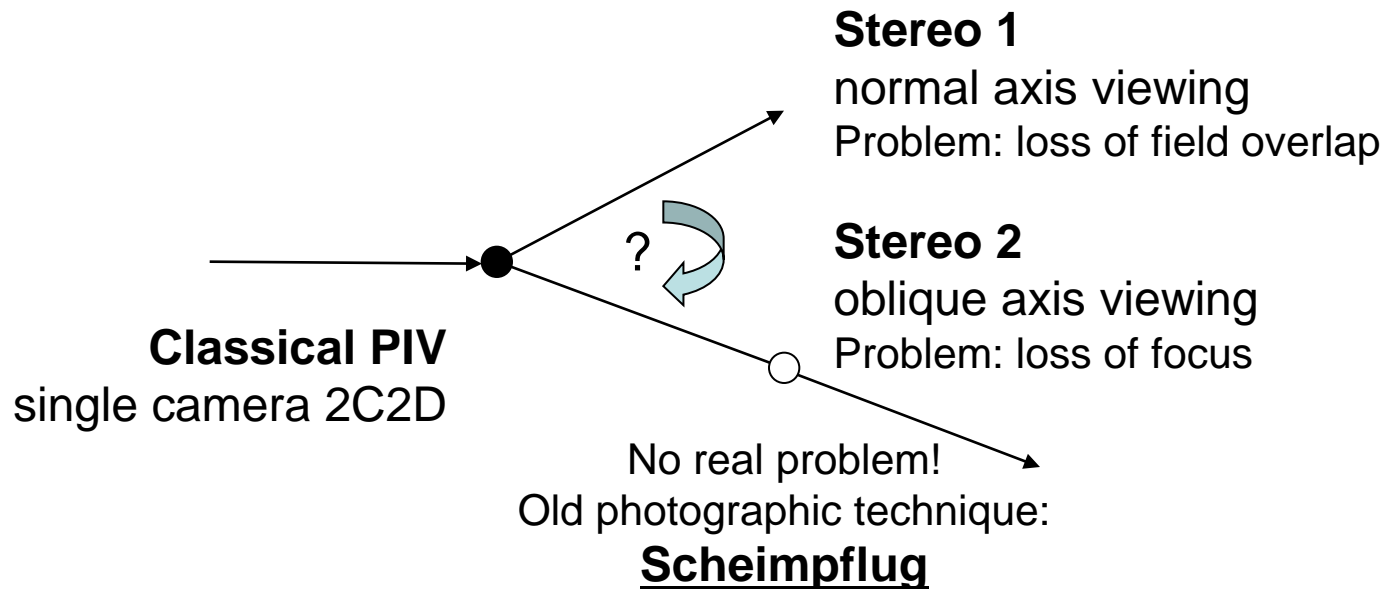 Stereo 1
normal axis viewing
Problem: loss of field overlap
?
Stereo 2
oblique axis viewing
Problem: loss of focus
Classical PIV
single camera 2C2D
No real problem!
Old photographic technique:
Scheimpflug